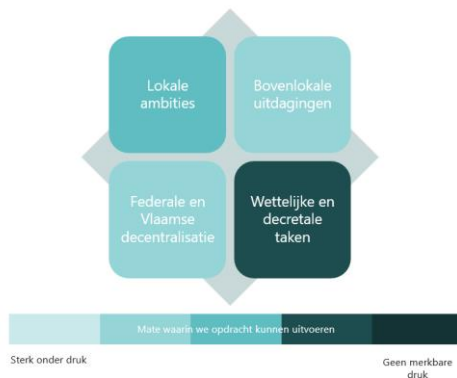 Lokale
ambities
Bovenlokale
uitdagingen
Federale en
Vlaamse
decentralisatie
Wettelijke en
decretale
taken
Mate waarin we opdracht kunnen uitvoeren
Sterk onder druk
Geen merkbare
druk